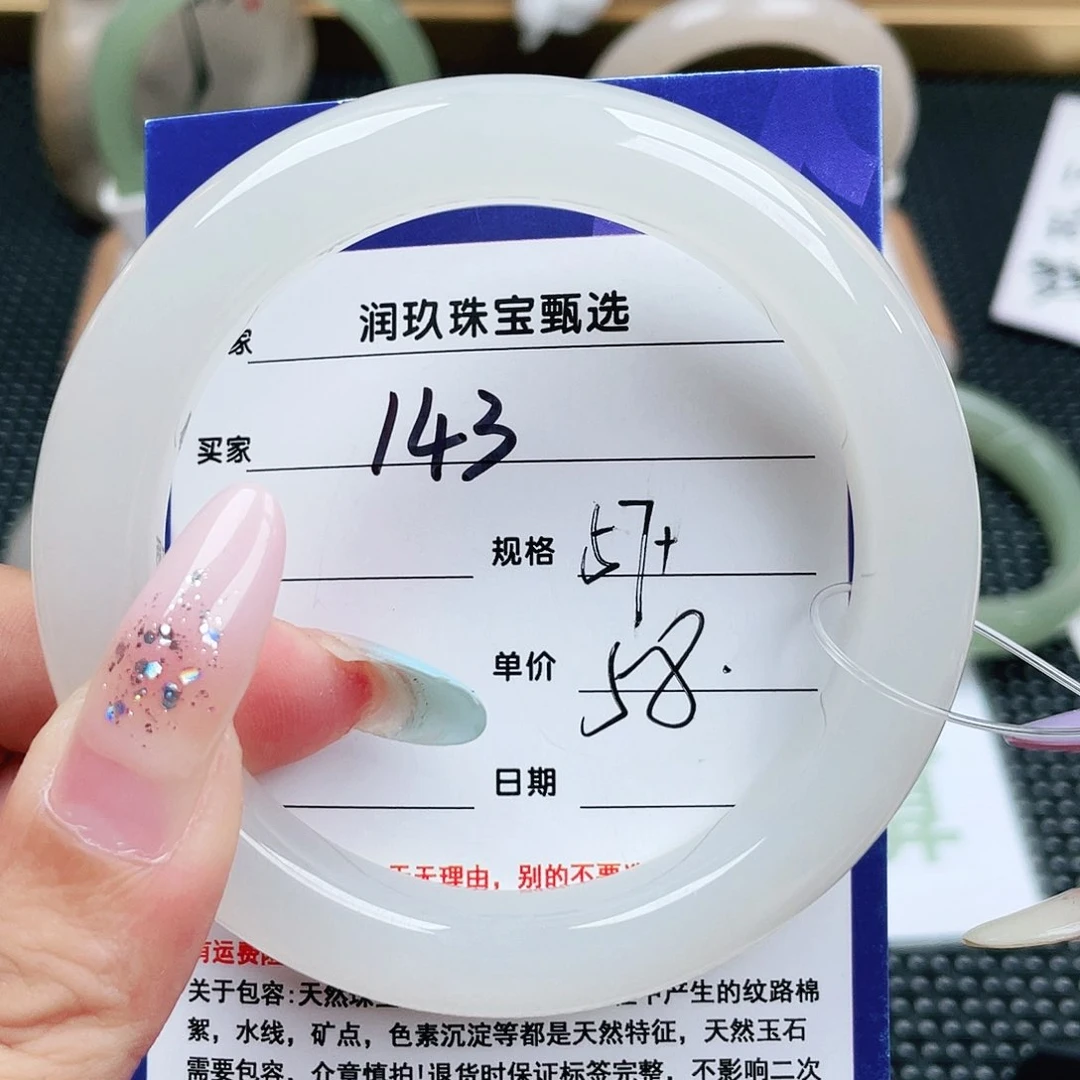 家 润玖珠宝甄选
买家 143
规格 57+
单价 58.
日期
无理由，别的不要
有运费险
关于包容：天然珠 产生的纹路棉
絮，水线，矿点，色素沉淀等都是天然特征，天然玉石
需要包容，介意慎拍！退货时保证标签完整，不影响二次